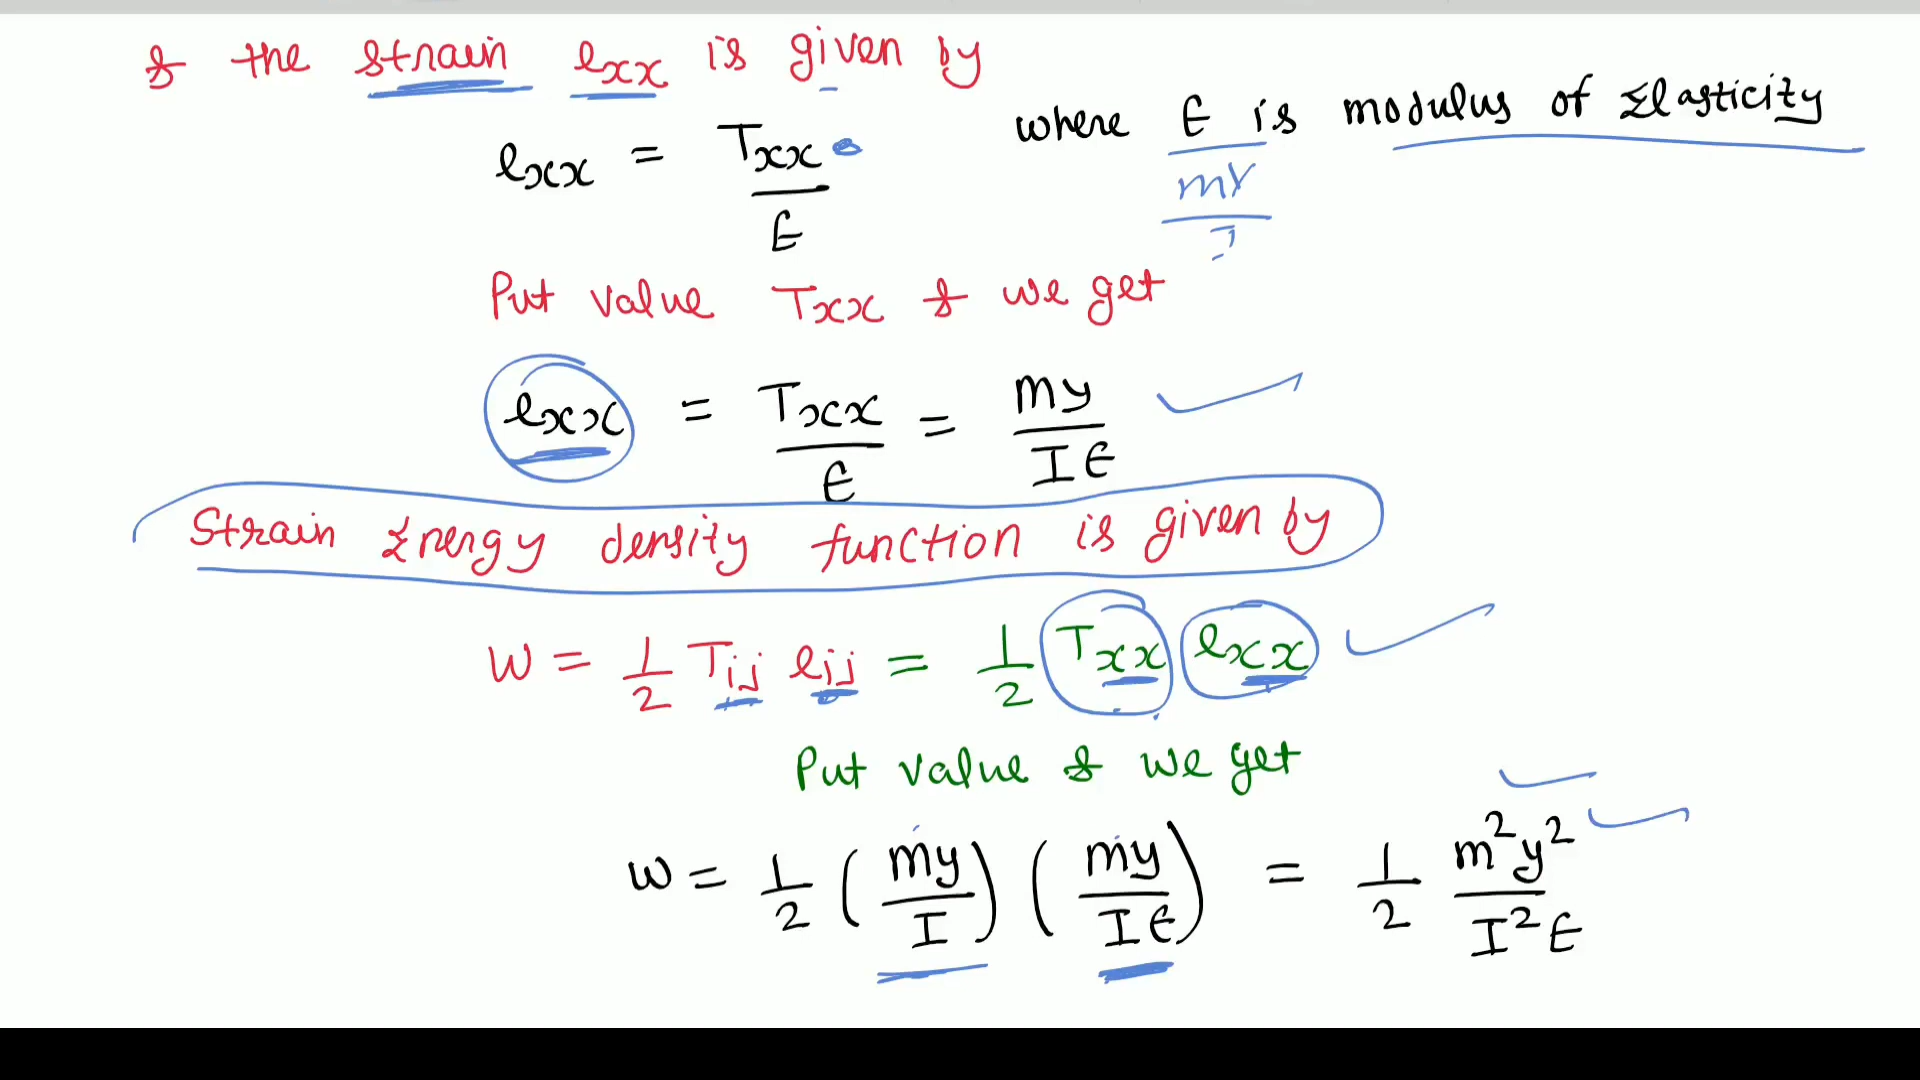 & the strain exx is given by
where E is modulus of Elasticity
exx = Txx / E
my
Put value Txx & we get
exx = Txx / E = my / IE
Strain Energy density function is given by
W = 1/2 Tij eij = 1/2 Txx exx
Put value & we get
W = 1/2 (my / I) (my / IE) = 1/2 m²y² / I²E